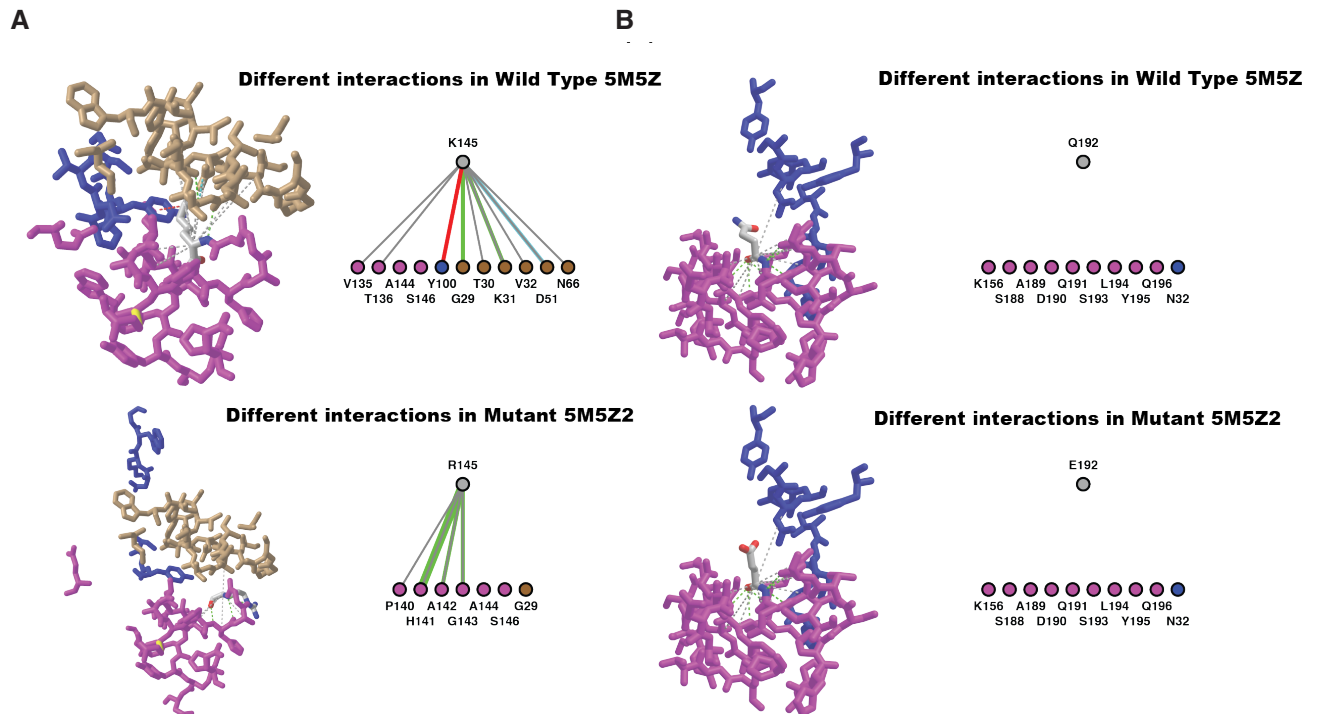 A
B
Different interactions in Wild Type 5M5Z
K145
V135 A144 Y100 T30 V32 N66
T136 S146 G29 K31 D51
Different interactions in Wild Type 5M5Z
Q192
K156 A189 Q191 L194 Q196
S188 D190 S193 Y195 N32
Different interactions in Mutant 5M5Z2
R145
P140 A142 A144 G29
H141 G143 S146
Different interactions in Mutant 5M5Z2
E192
K156 A189 Q191 L194 Q196
S188 D190 S193 Y195 N32